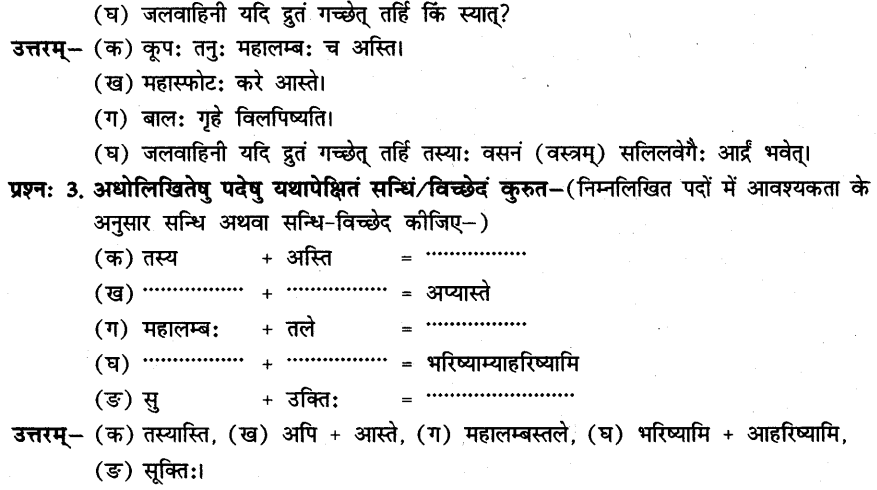 (घ) जलवाहिनी यदि द्रुतं गच्छेत् तर्हि किं स्यात्?
उत्तरम्– (क) कूपः तनुः महालम्बः च अस्ति।
(ख) महास्फोटः करे आस्ते।
(ग) बालः गृहे विलपिष्यति।
(घ) जलवाहिनी यदि द्रुतं गच्छेत् तर्हि तस्याः वसनं (वस्त्रम्) सलिलवेगैः आर्द्रं भवेत्।
प्रश्नः 3. अधोलिखितेषु पदेषु यथापेक्षितं सन्धिं/विच्छेदं कुरुत–(निम्नलिखित पदों में आवश्यकता के
अनुसार सन्धि अथवा सन्धि-विच्छेद कीजिए–)
(क) तस्य + अस्ति = ..................
(ख) .................. + .................. = अप्यास्ते
(ग) महालम्बः + तले = ..................
(घ) .................. + .................. = भरिष्याम्याहरिष्यामि
(ङ) सु + उक्तिः = ...........................
उत्तरम्– (क) तस्यास्ति, (ख) अपि + आस्ते, (ग) महालम्बस्तले, (घ) भरिष्यामि + आहरिष्यामि,
(ङ) सूक्तिः।